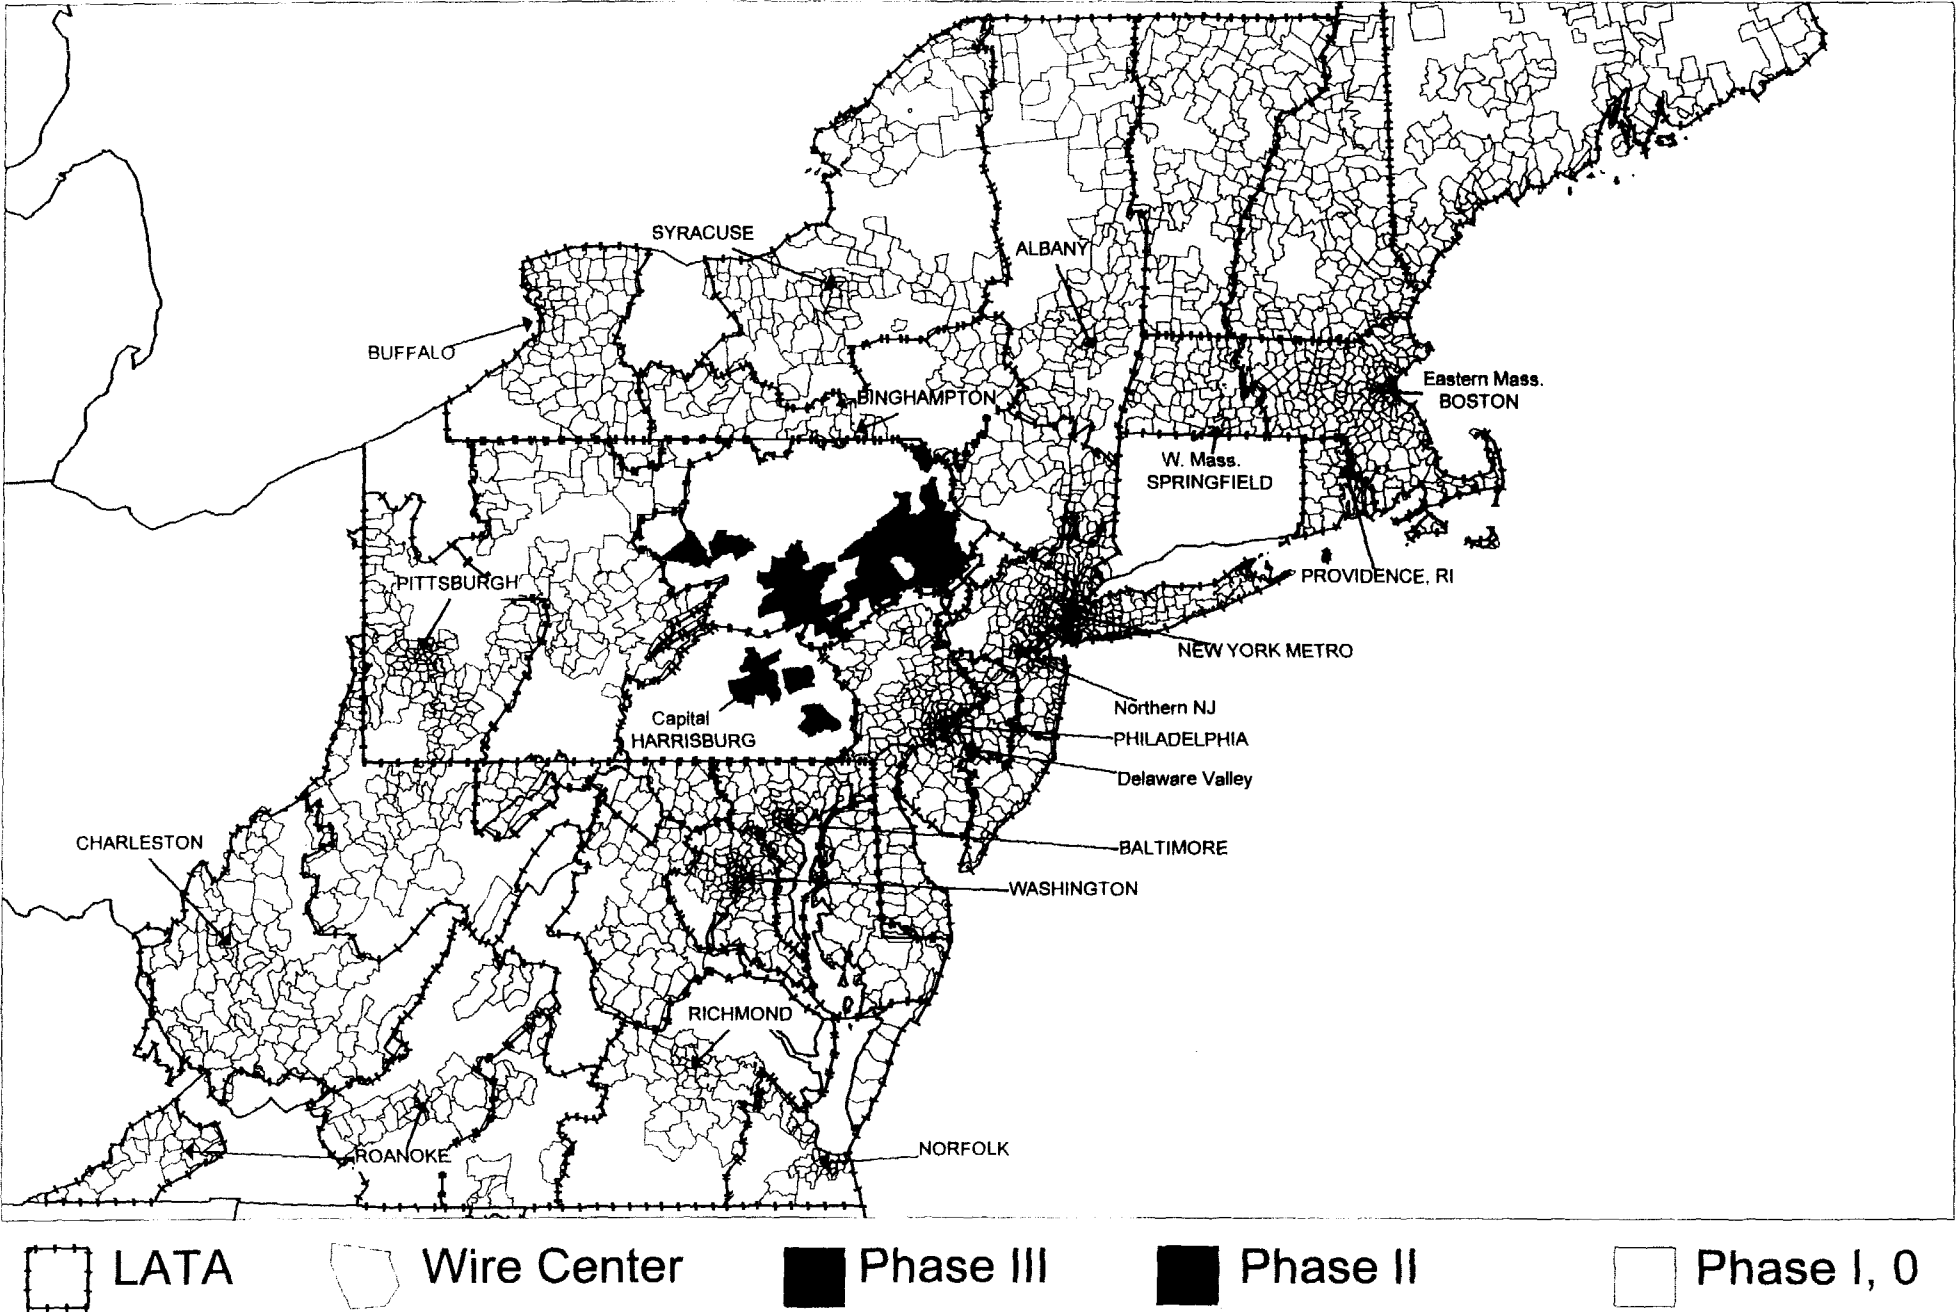 SYRACUSE
ALBANY
BUFFALO
BINGHAMPTON
Eastern Mass.
BOSTON
W. Mass.
SPRINGFIELD
PITTSBURGH
PROVIDENCE, RI
NEW YORK METRO
Northern NJ
Capital
HARRISBURG
PHILADELPHIA
Delaware Valley
CHARLESTON
BALTIMORE
WASHINGTON
RICHMOND
ROANOKE
NORFOLK
LATA
Wire Center
Phase III
Phase II
Phase I, 0